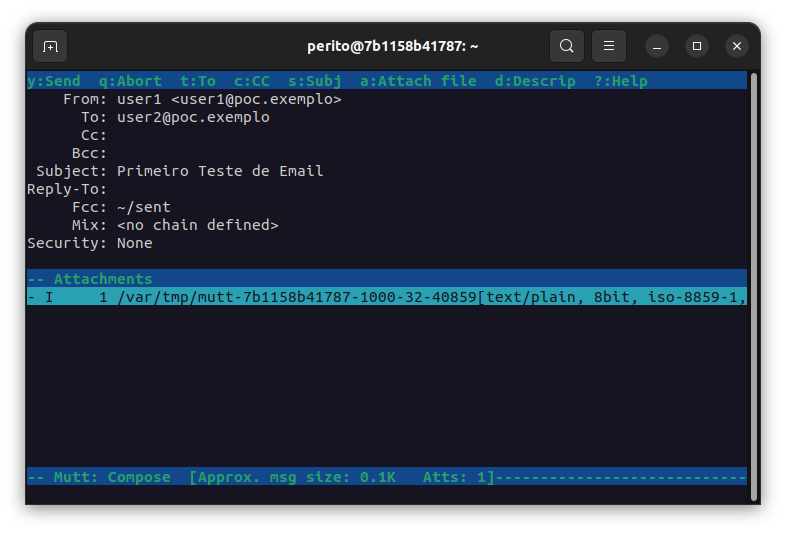 perito@7b1158b41787: ~
y:Send  q:Abort  t:To  c:CC  s:Subj  a:Attach file  d:Descrip  ?:Help
From: user1 <user1@poc.exemplo>
To: user2@poc.exemplo
Cc:
Bcc:
Subject: Primeiro Teste de Email
Reply-To:
Fcc: ~/sent
Mix: <no chain defined>
Security: None
-- Attachments
- I     1 /var/tmp/mutt-7b1158b41787-1000-32-40859[text/plain, 8bit, iso-8859-1,
-- Mutt: Compose  [Approx. msg size: 0.1K   Atts: 1]----------------------------